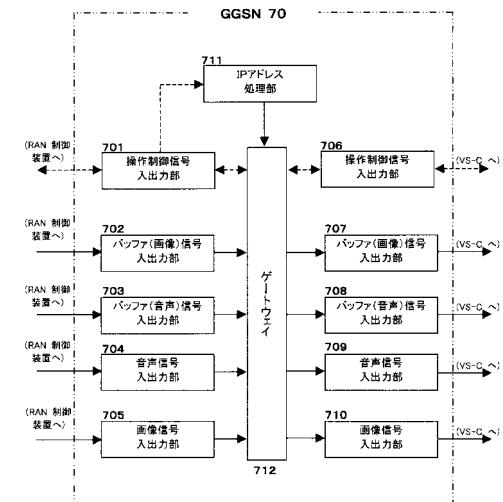 GGSN 70
711
IPアドレス
処理部
(RAN 制御
装置へ)
701
操作制御信号
入出力部
706
操作制御信号
入出力部
(VS-C へ)
(RAN 制御
装置へ)
702
バッファ(画像)信号
入出力部
707
バッファ(画像)信号
入出力部
(VS-C へ)
(RAN 制御
装置へ)
703
バッファ(音声)信号
入出力部
708
バッファ(音声)信号
入出力部
(VS-C へ)
(RAN 制御
装置へ)
704
音声信号
入出力部
709
音声信号
入出力部
(VS-C へ)
(RAN 制御
装置へ)
705
画像信号
入出力部
710
画像信号
入出力部
(VS-C へ)
ゲートウェイ
712